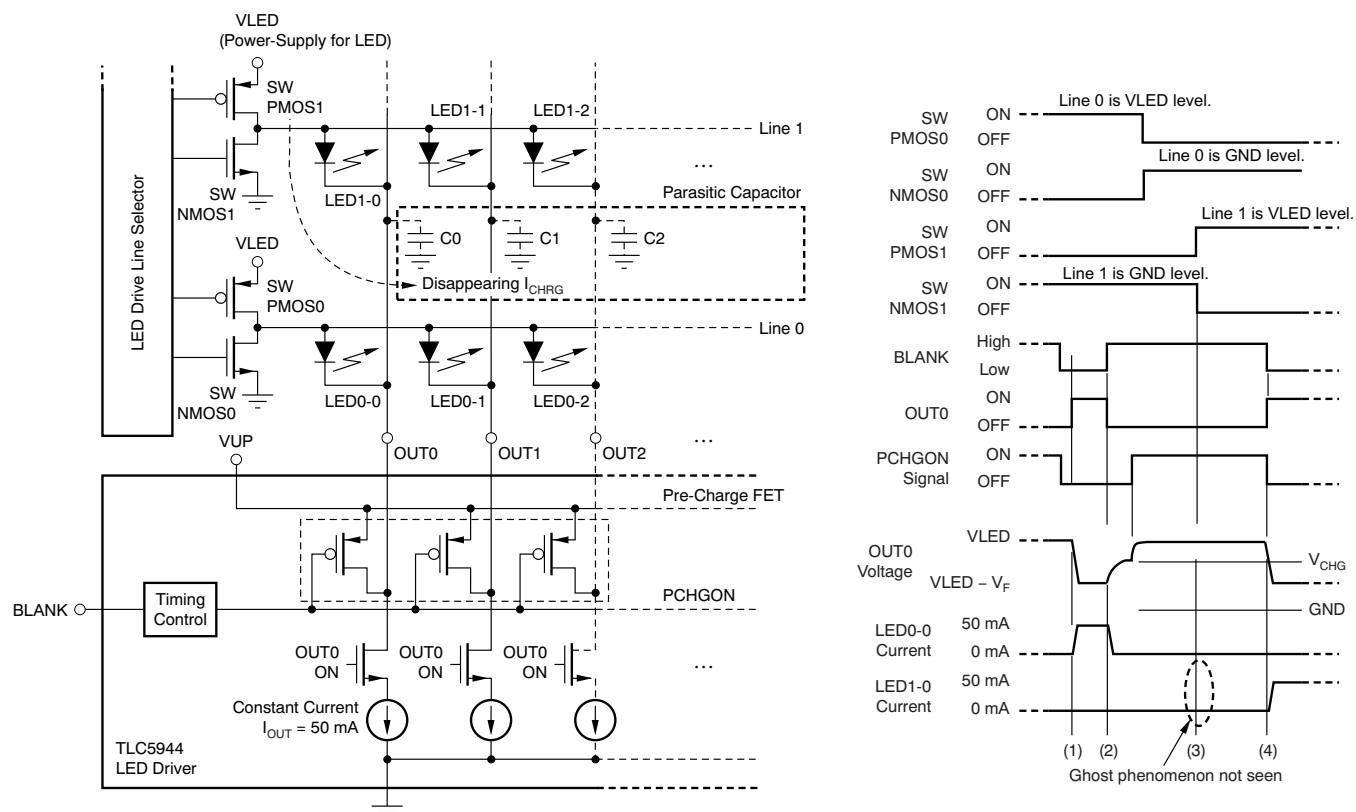 VLED
(Power-Supply for LED)
SW
PMOS1
LED1-1
LED1-2
Line 1
SW
NMOS1
LED1-0
...
Parasitic Capacitor
C0
C1
C2
Disappearing ICHRG
LED Drive Line Selector
VLED
SW
PMOS0
Line 0
SW
NMOS0
LED0-0
LED0-1
LED0-2
VUP
OUT0
OUT1
OUT2
...
Pre-Charge FET
BLANK
Timing
Control
PCHGON
OUT0
ON
OUT0
ON
OUT0
ON
...
Constant Current
IOUT = 50 mA
TLC5944
LED Driver
SW
PMOS0
ON
OFF
Line 0 is VLED level.
SW
NMOS0
ON
OFF
Line 0 is GND level.
SW
PMOS1
ON
OFF
Line 1 is VLED level.
SW
NMOS1
ON
OFF
Line 1 is GND level.
BLANK
High
Low
OUT0
ON
OFF
PCHGON
Signal
ON
OFF
OUT0
Voltage
VLED
VLED – VF
VCHG
GND
LED0-0
Current
50 mA
0 mA
LED1-0
Current
50 mA
0 mA
(1)
(2)
(3)
(4)
Ghost phenomenon not seen